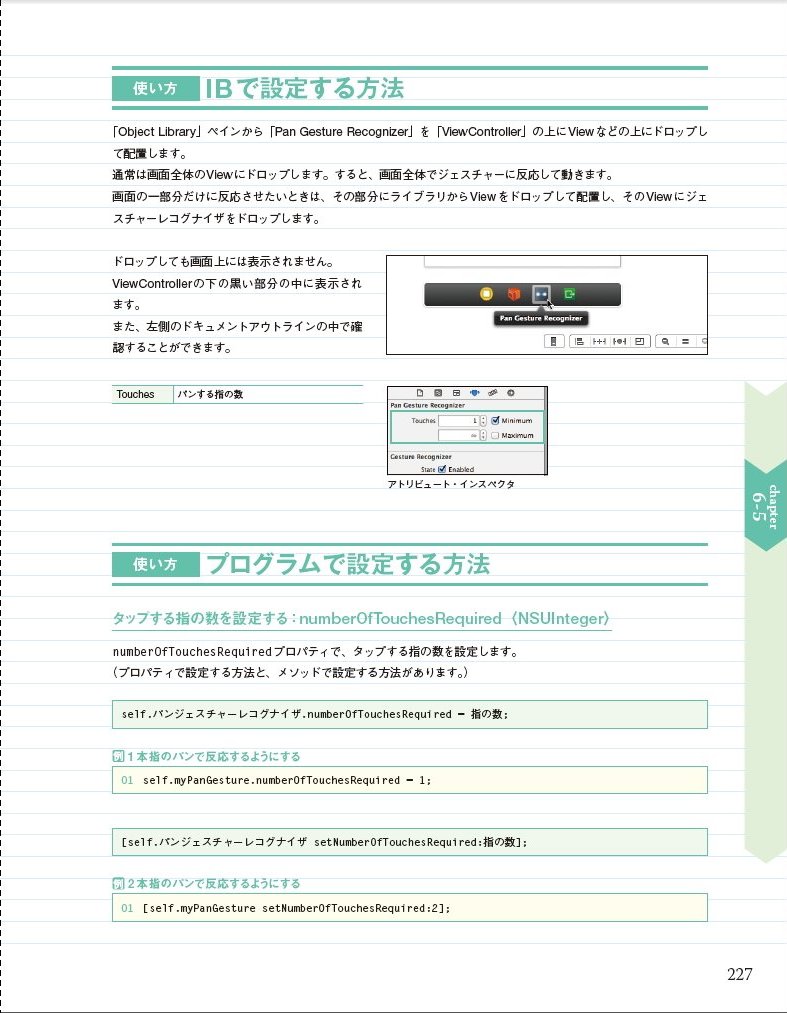 使い方 IBで設定する方法
「Object Library」ペインから「Pan Gesture Recognizer」を「ViewController」の上にViewなどの上にドロップし
て配置します。
通常は画面全体のViewにドロップします。すると、画面全体でジェスチャーに反応して動きます。
画面の一部分だけに反応させたいときは、その部分にライブラリからViewをドロップして配置し、そのViewにジェ
スチャーレコグナイザをドロップします。
ドロップしても画面上には表示されません。
ViewControllerの下の黒い部分の中に表示され
ます。
また、左側のドキュメントアウトラインの中で確
認することができます。
Pan Gesture Recognizer
Touches パンする指の数
Pan Gesture Recognizer
Touches 1 Minimum
∞ Maximum
Gesture Recognizer
State Enabled
アトリビュート・インスペクタ
chapter
6-5
使い方 プログラムで設定する方法
タップする指の数を設定する：numberOfTouchesRequired〈NSUInteger〉
numberOfTouchesRequiredプロパティで、タップする指の数を設定します。
（プロパティで設定する方法と、メソッドで設定する方法があります。）
self.パンジェスチャーレコグナイザ.numberOfTouchesRequired = 指の数;
例 1本指のパンで反応するようにする
01 self.myPanGesture.numberOfTouchesRequired = 1;
[self.パンジェスチャーレコグナイザ setNumberOfTouchesRequired:指の数];
例 2本指のパンで反応するようにする
01 [self.myPanGesture setNumberOfTouchesRequired:2];
227